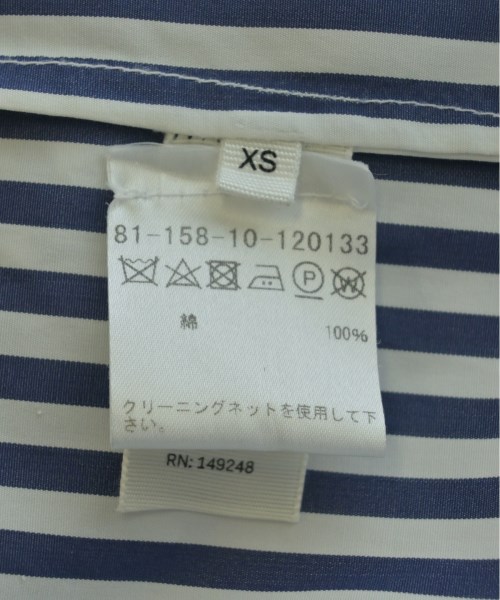 XS
81-158-10-120133
P W
綿 100%
クリーニングネットを使用して下
さい。
RN: 149248